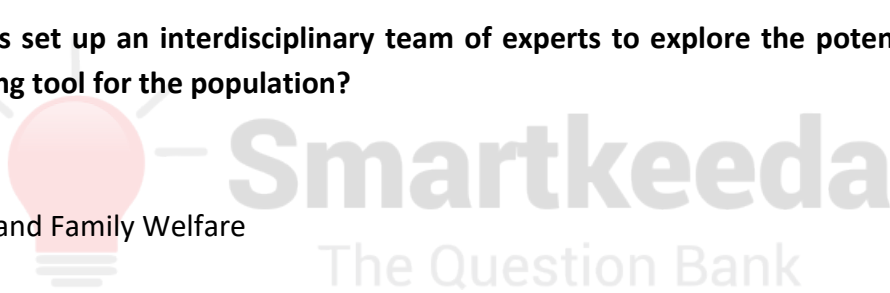 s set up an interdisciplinary team of experts to explore the poten
ng tool for the population?
Smartkeeda
and Family Welfare
The Question Bank